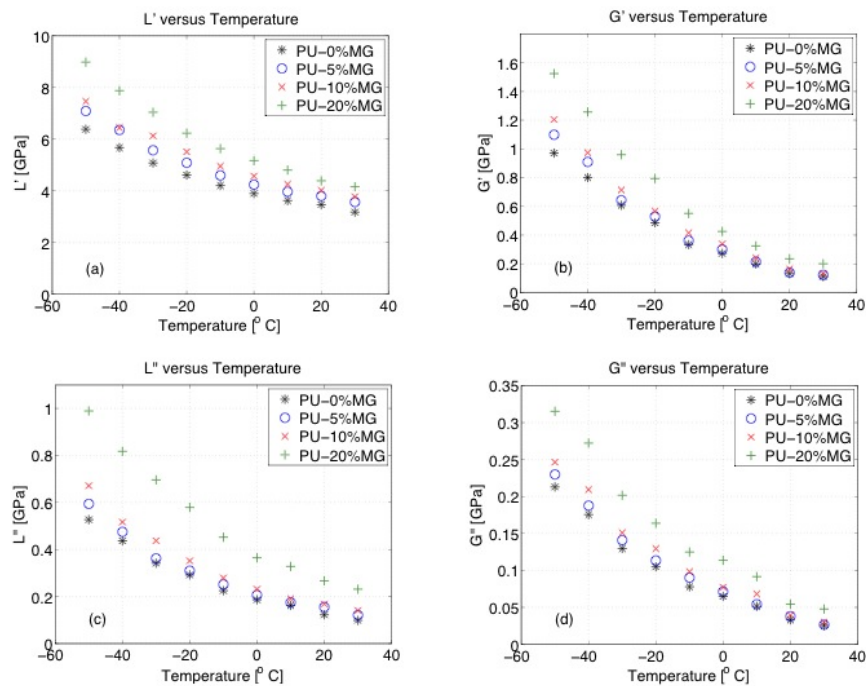 L' versus Temperature
10
8
6
4
2
0
L' [GPa]
PU-0%MG
PU-5%MG
PU-10%MG
PU-20%MG
(a)
−60 −40 −20 0 20 40
Temperature [° C]
G' versus Temperature
1.6
1.4
1.2
1
0.8
0.6
0.4
0.2
0
G' [GPa]
PU-0%MG
PU-5%MG
PU-10%MG
PU-20%MG
(b)
−60 −40 −20 0 20 40
Temperature [° C]
L" versus Temperature
1
0.8
0.6
0.4
0.2
0
L" [GPa]
PU-0%MG
PU-5%MG
PU-10%MG
PU-20%MG
(c)
−60 −40 −20 0 20 40
Temperature [° C]
G" versus Temperature
0.35
0.3
0.25
0.2
0.15
0.1
0.05
0
G" [GPa]
PU-0%MG
PU-5%MG
PU-10%MG
PU-20%MG
(d)
−60 −40 −20 0 20 40
Temperature [° C]